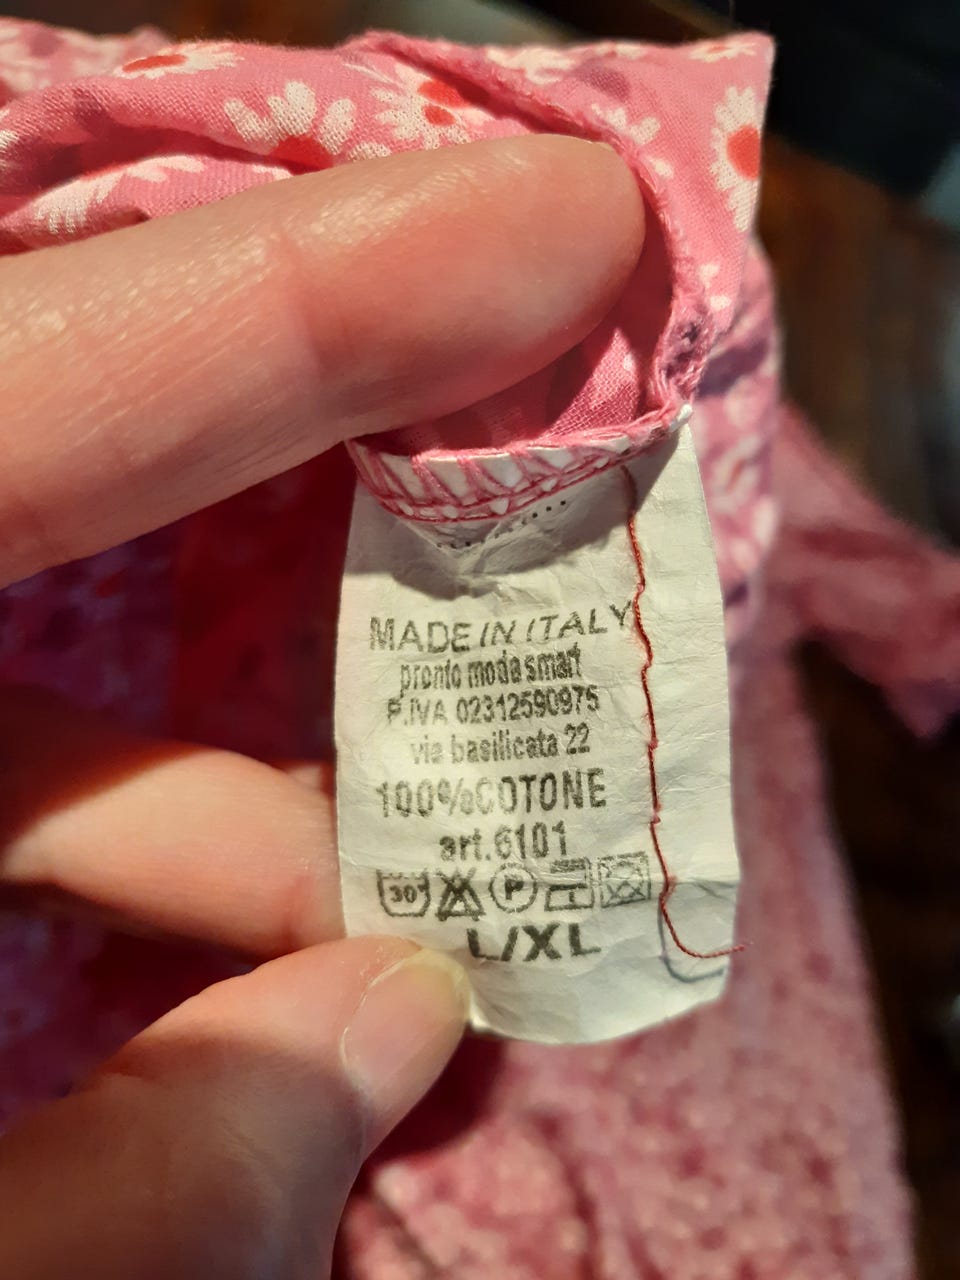 MADE IN ITALY
pronto moda smart
P.IVA 02312590975
via basilicata 22
100%COTONE
art.6101
30 P
L/XL